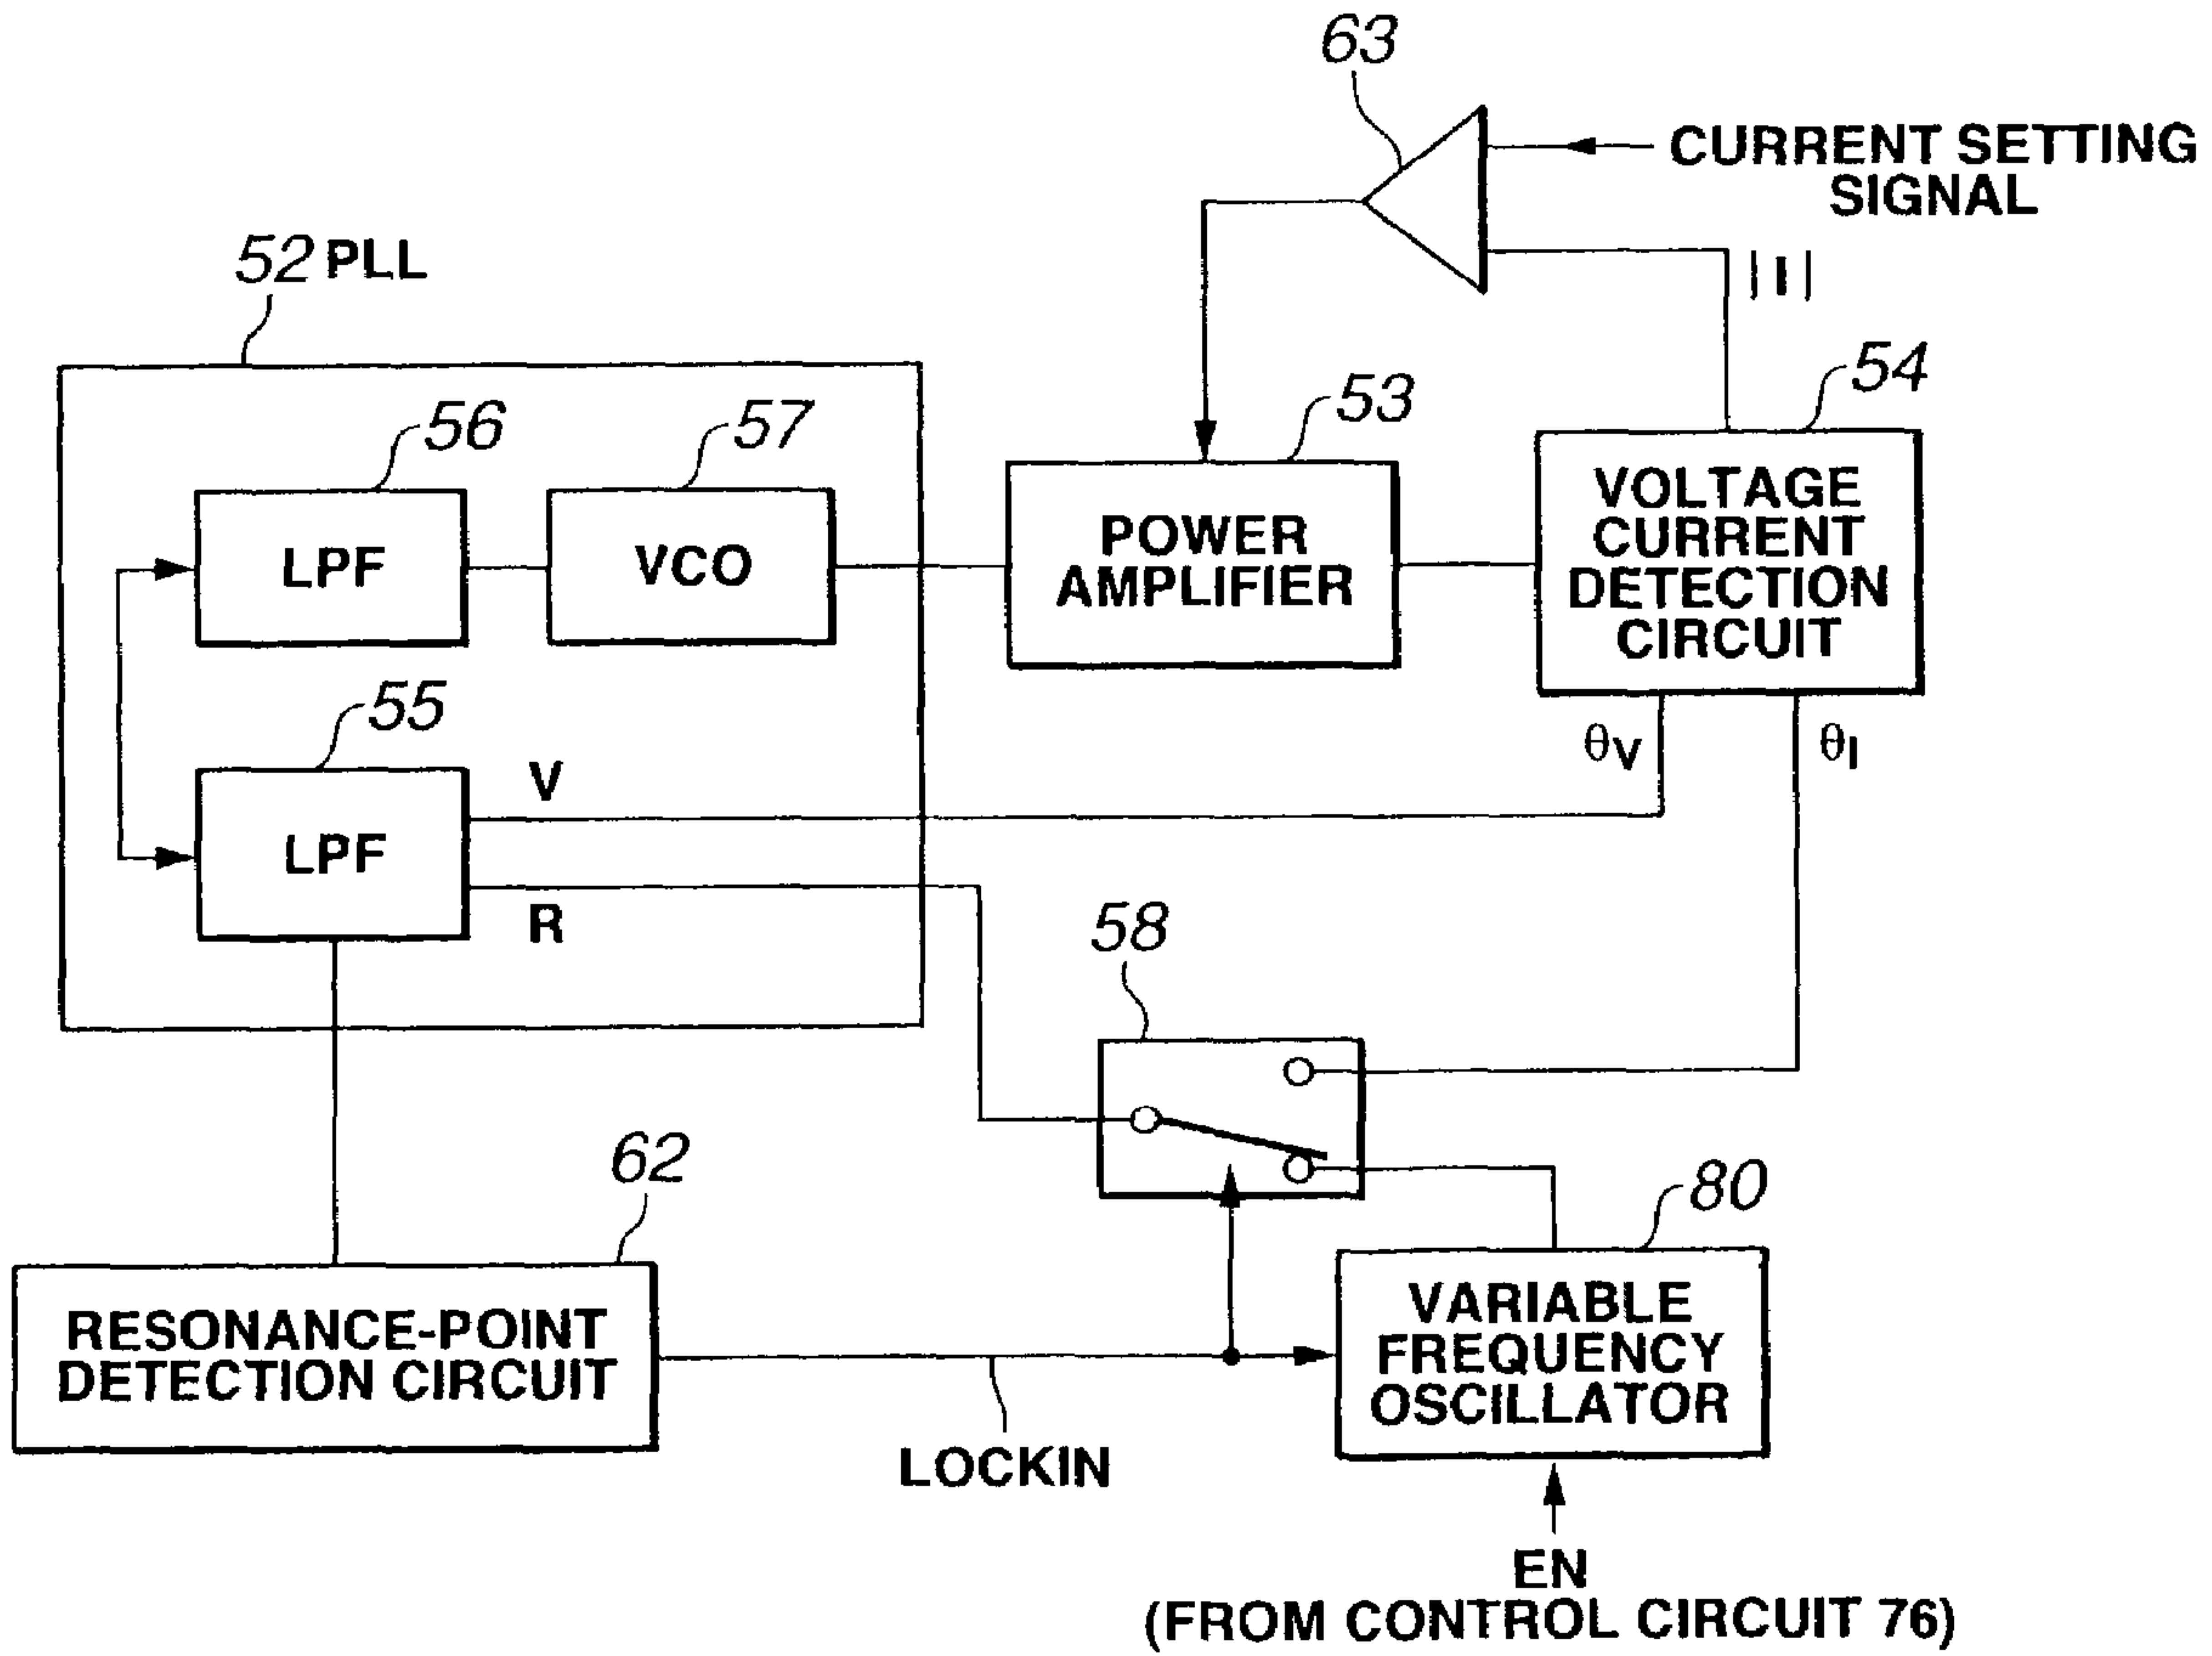 63
CURRENT SETTING
SIGNAL
52 PLL
|I|
54
56
57
53
VOLTAGE
CURRENT
DETECTION
CIRCUIT
LPF
VCO
POWER
AMPLIFIER
55
θV
θI
V
LPF
R
58
62
80
RESONANCE-POINT
DETECTION CIRCUIT
VARIABLE
FREQUENCY
OSCILLATOR
LOCKIN
EN
(FROM CONTROL CIRCUIT 76)